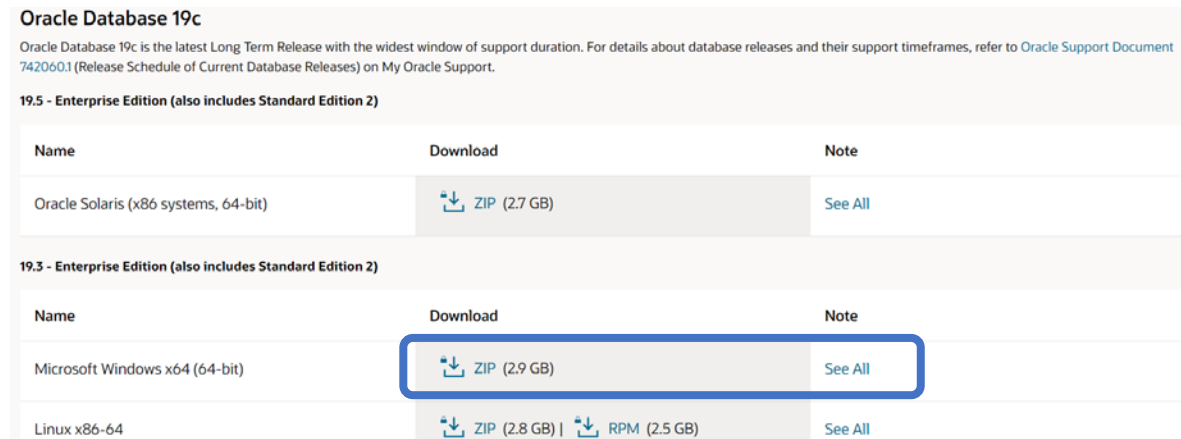 Oracle Database 19c
Oracle Database 19c is the latest Long Term Release with the widest window of support duration. For details about database releases and their support timeframes, refer to Oracle Support Document
742060.1 (Release Schedule of Current Database Releases) on My Oracle Support.
19.5 - Enterprise Edition (also includes Standard Edition 2)
Name Download Note
Oracle Solaris (x86 systems, 64-bit) ZIP (2.7 GB) See All
19.3 - Enterprise Edition (also includes Standard Edition 2)
Name Download Note
Microsoft Windows x64 (64-bit) ZIP (2.9 GB) See All
Linux x86-64 ZIP (2.8 GB) | RPM (2.5 GB) See All